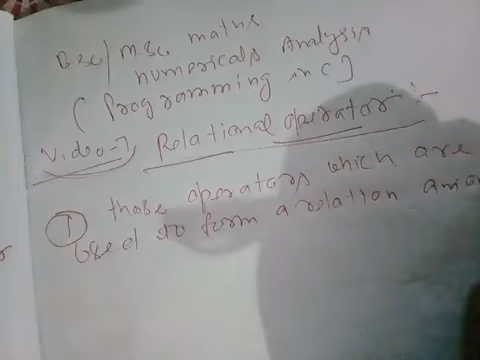 B.Sc/M.Sc. maths
numericals Analysis
(Programming in C]
Video-7 Relational operator:-
① those operators which are
used to form a relation